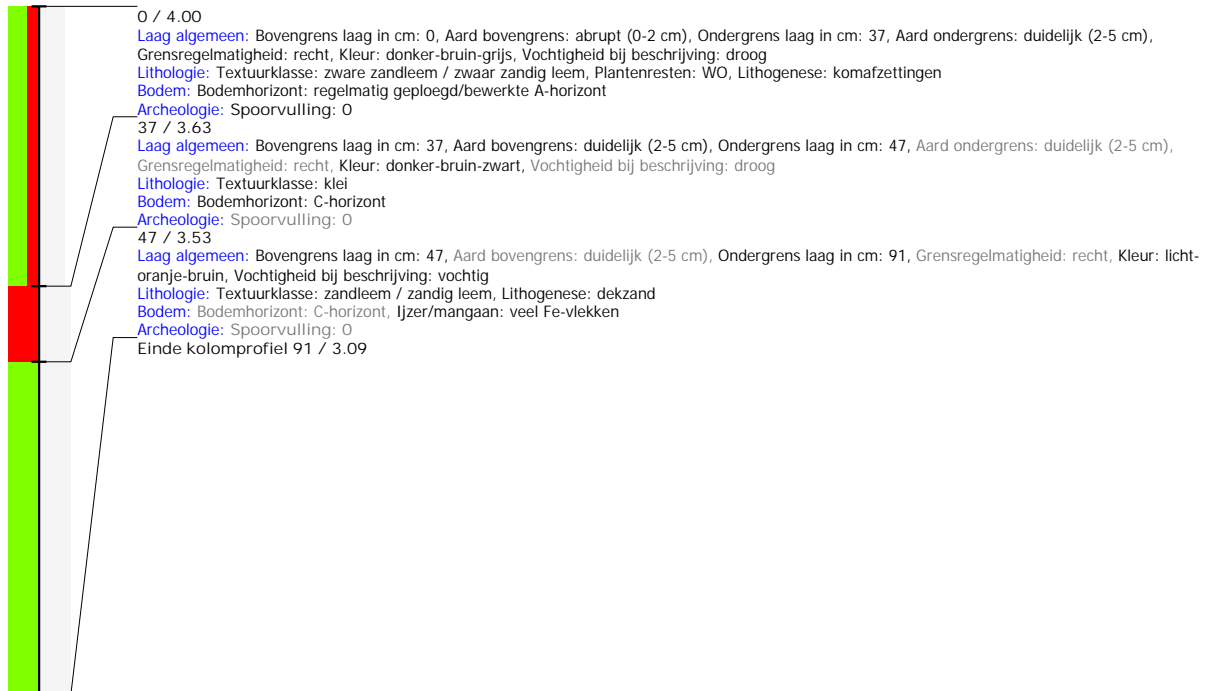 0 / 4.00
Laag algemeen: Bovengrens laag in cm: 0, Aard bovengrens: abrupt (0-2 cm), Ondergrens laag in cm: 37, Aard ondergrens: duidelijk (2-5 cm),
Grensregelmatigheid: recht, Kleur: donker-bruin-grijs, Vochtigheid bij beschrijving: droog
Lithologie: Textuurklasse: zware zandleem / zwaar zandig leem, Plantenresten: WO, Lithogenese: komafzettingen
Bodem: Bodemhorizont: regelmatig geploegd/bewerkte A-horizont
Archeologie: Spoorvulling: 0
37 / 3.63
Laag algemeen: Bovengrens laag in cm: 37, Aard bovengrens: duidelijk (2-5 cm), Ondergrens laag in cm: 47, Aard ondergrens: duidelijk (2-5 cm),
Grensregelmatigheid: recht, Kleur: donker-bruin-zwart, Vochtigheid bij beschrijving: droog
Lithologie: Textuurklasse: klei
Bodem: Bodemhorizont: C-horizont
Archeologie: Spoorvulling: 0
47 / 3.53
Laag algemeen: Bovengrens laag in cm: 47, Aard bovengrens: duidelijk (2-5 cm), Ondergrens laag in cm: 91, Grensregelmatigheid: recht, Kleur: licht-
oranje-bruin, Vochtigheid bij beschrijving: vochtig
Lithologie: Textuurklasse: zandleem / zandig leem, Lithogenese: dekzand
Bodem: Bodemhorizont: C-horizont, Ijzer/mangaan: veel Fe-vlekken
Archeologie: Spoorvulling: 0
Einde kolomprofiel 91 / 3.09